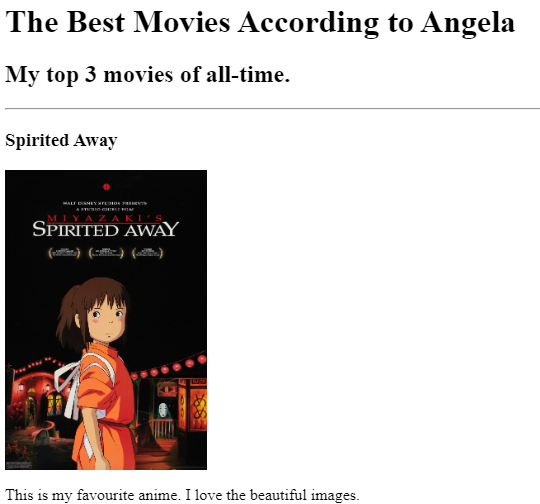 The Best Movies According to Angela
My top 3 movies of all-time.
Spirited Away
WALT DISNEY STUDIOS PRESENTS
A STUDIO GHIBLI FILM
MIYAZAKI'S
SPIRITED AWAY
This is my favourite anime. I love the beautiful images.